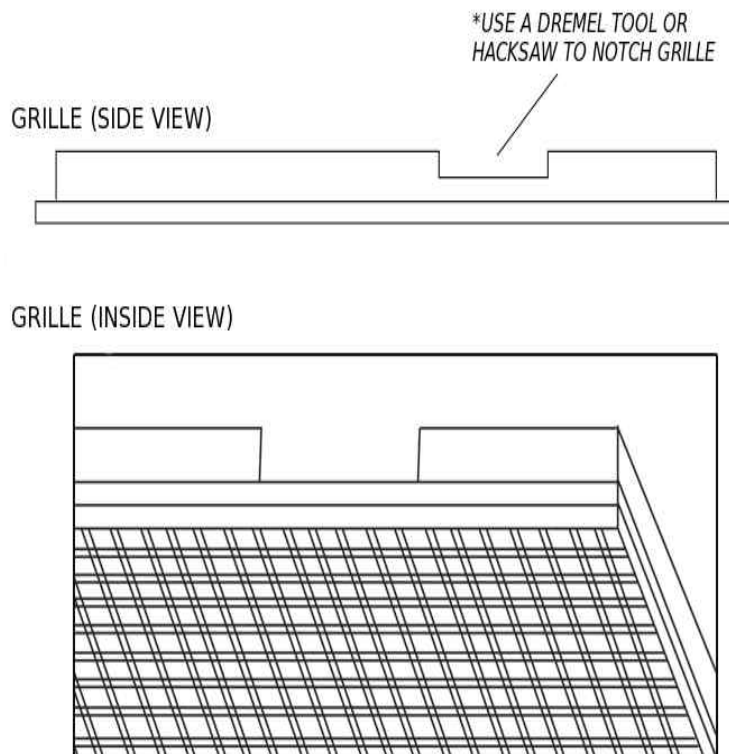 *USE A DREMEL TOOL OR
HACKSAW TO NOTCH GRILLE
GRILLE (SIDE VIEW)
GRILLE (INSIDE VIEW)